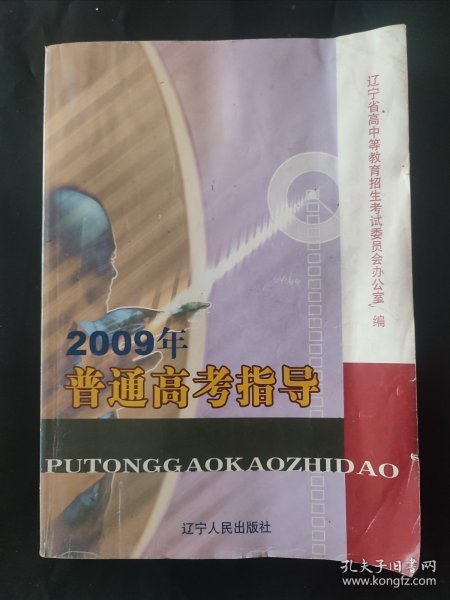 辽宁省高中等教育招生考试委员会办公室 编
2009年
普通高考指导
PUTONGGAOKAOZHIDAO
辽宁人民出版社
孔夫子旧书网
www.kongfz.com